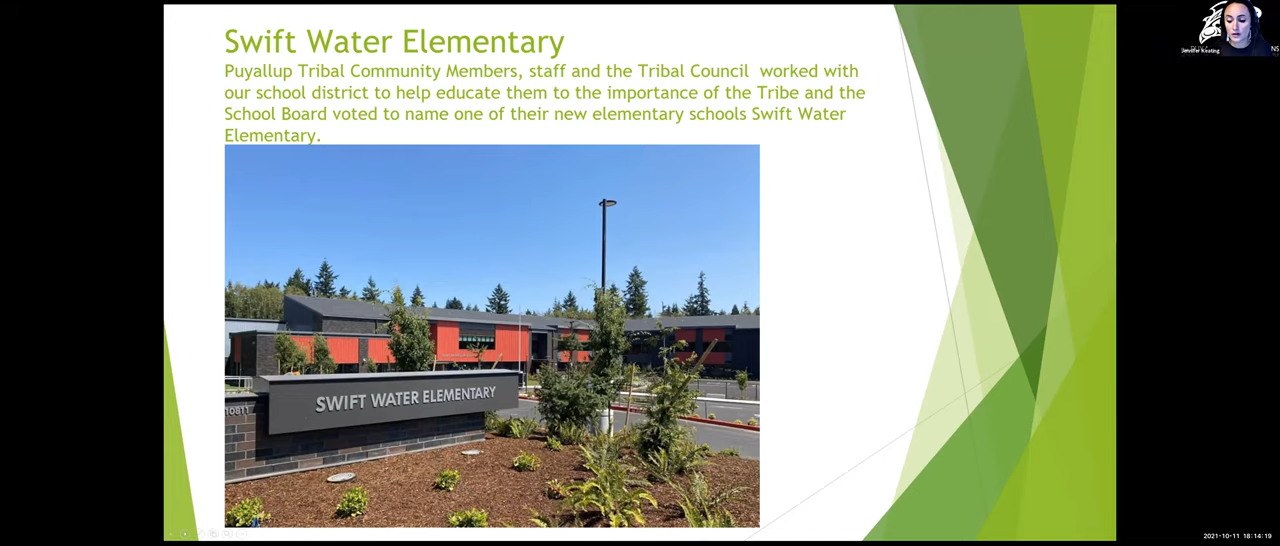 Swift Water Elementary
Puyallup Tribal Community Members, staff and the Tribal Council worked with
our school district to help educate them to the importance of the Tribe and the
School Board voted to name one of their new elementary schools Swift Water
Elementary.
SWIFT WATER ELEMENTARY
10811
Jennifer Keating
NS
2021-10-11 18:14:19